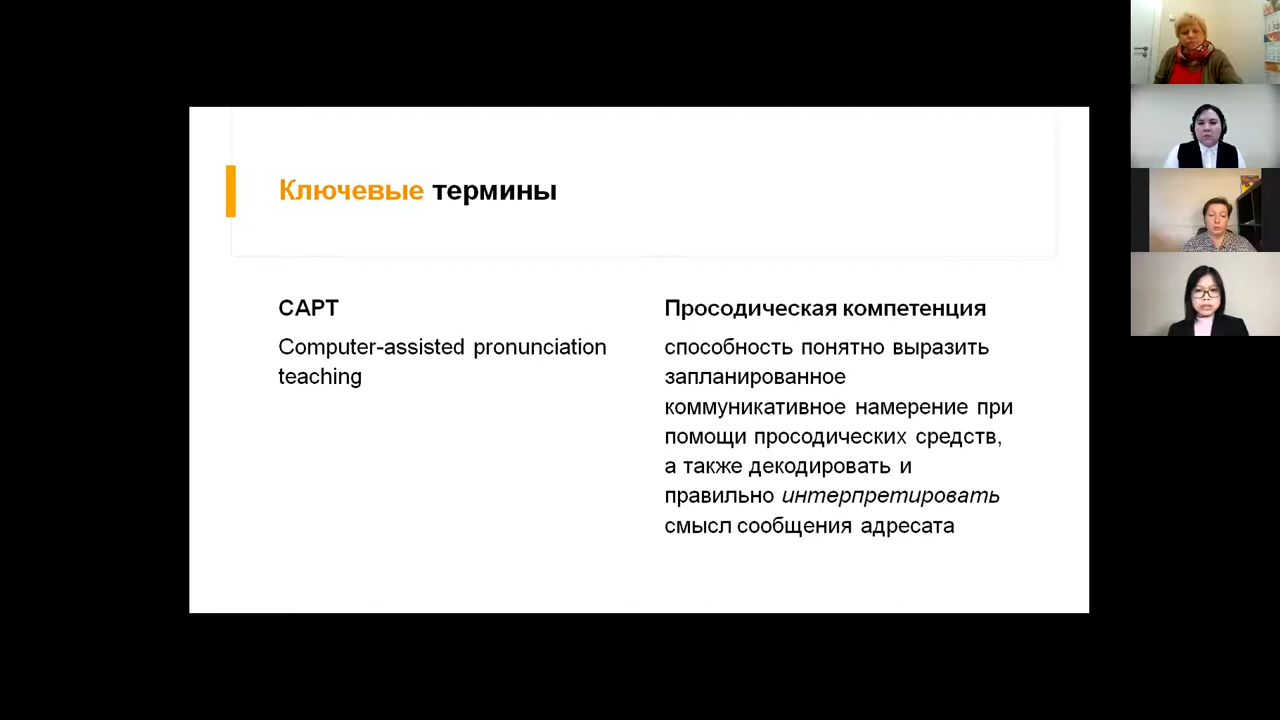 Ключевые термины
CAPT
Computer-assisted pronunciation
teaching
Просодическая компетенция
способность понятно выразить
запланированное
коммуникативное намерение при
помощи просодических средств,
а также декодировать и
правильно интерпретировать
смысл сообщения адресата